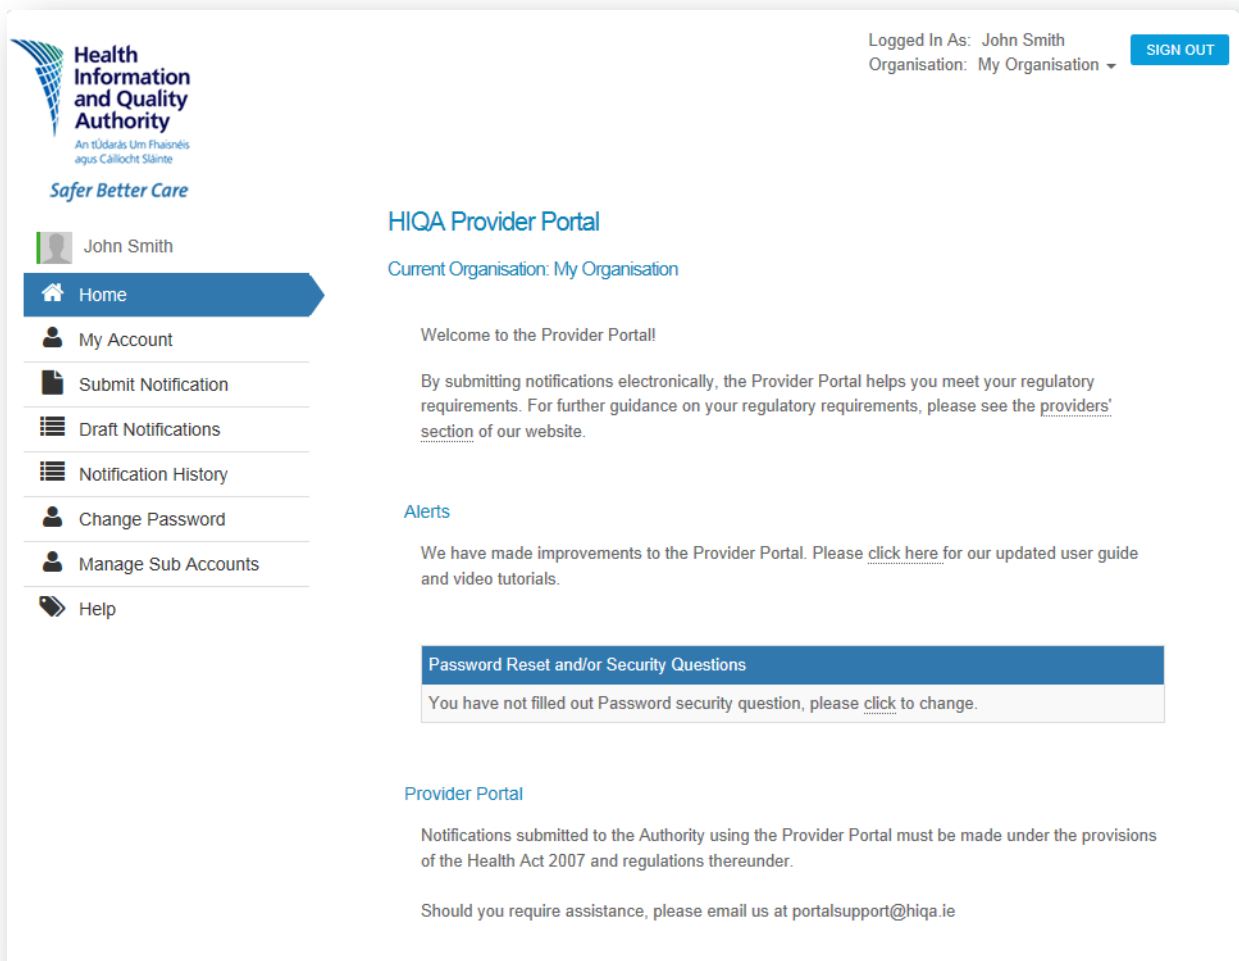 Health
Information
and Quality
Authority
An tÚdarás Um Fhaisnéis
agus Cáilíocht Sláinte
Safer Better Care
Logged In As: John Smith
Organisation: My Organisation
SIGN OUT
John Smith
Home
My Account
Submit Notification
Draft Notifications
Notification History
Change Password
Manage Sub Accounts
Help
HIQA Provider Portal
Current Organisation: My Organisation
Welcome to the Provider Portal!
By submitting notifications electronically, the Provider Portal helps you meet your regulatory
requirements. For further guidance on your regulatory requirements, please see the providers'
section of our website.
Alerts
We have made improvements to the Provider Portal. Please click here for our updated user guide
and video tutorials.
Password Reset and/or Security Questions
You have not filled out Password security question, please click to change.
Provider Portal
Notifications submitted to the Authority using the Provider Portal must be made under the provisions
of the Health Act 2007 and regulations thereunder.
Should you require assistance, please email us at portalsupport@hiqa.ie